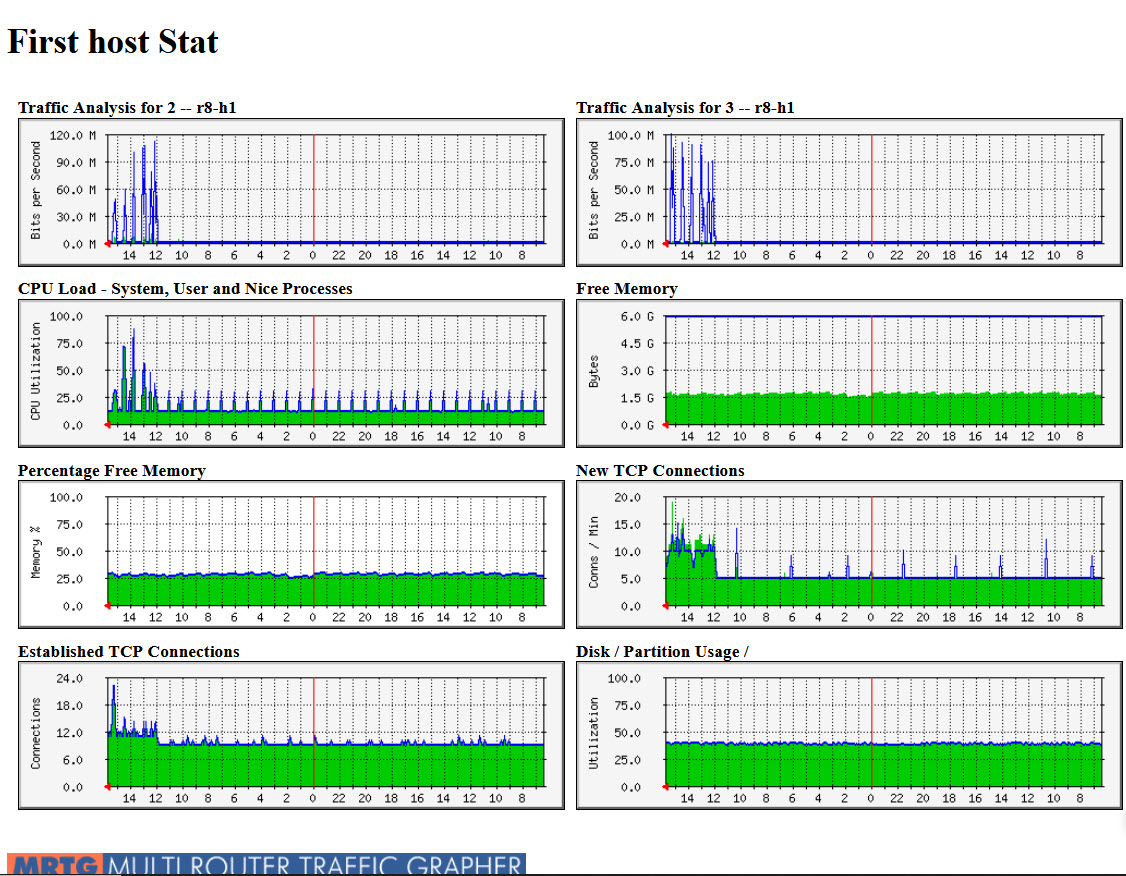 First host Stat
Traffic Analysis for 2 -- r8-h1
Bits per Second
120.0 M
90.0 M
60.0 M
30.0 M
0.0 M
14 12 10 8 6 4 2 0 22 20 18 16 14 12 10 8
Traffic Analysis for 3 -- r8-h1
Bits per Second
100.0 M
75.0 M
50.0 M
25.0 M
0.0 M
14 12 10 8 6 4 2 0 22 20 18 16 14 12 10 8
CPU Load - System, User and Nice Processes
CPU Utilization
100.0
75.0
50.0
25.0
0.0
14 12 10 8 6 4 2 0 22 20 18 16 14 12 10 8
Free Memory
Bytes
6.0 G
4.5 G
3.0 G
1.5 G
0.0 G
14 12 10 8 6 4 2 0 22 20 18 16 14 12 10 8
Percentage Free Memory
Memory %
100.0
75.0
50.0
25.0
0.0
14 12 10 8 6 4 2 0 22 20 18 16 14 12 10 8
New TCP Connections
Conns / Min
20.0
15.0
10.0
5.0
0.0
14 12 10 8 6 4 2 0 22 20 18 16 14 12 10 8
Established TCP Connections
Connections
24.0
18.0
12.0
6.0
0.0
14 12 10 8 6 4 2 0 22 20 18 16 14 12 10 8
Disk / Partition Usage /
Utilization
100.0
75.0
50.0
25.0
0.0
14 12 10 8 6 4 2 0 22 20 18 16 14 12 10 8
MRTG MULTI ROUTER TRAFFIC GRAPHER